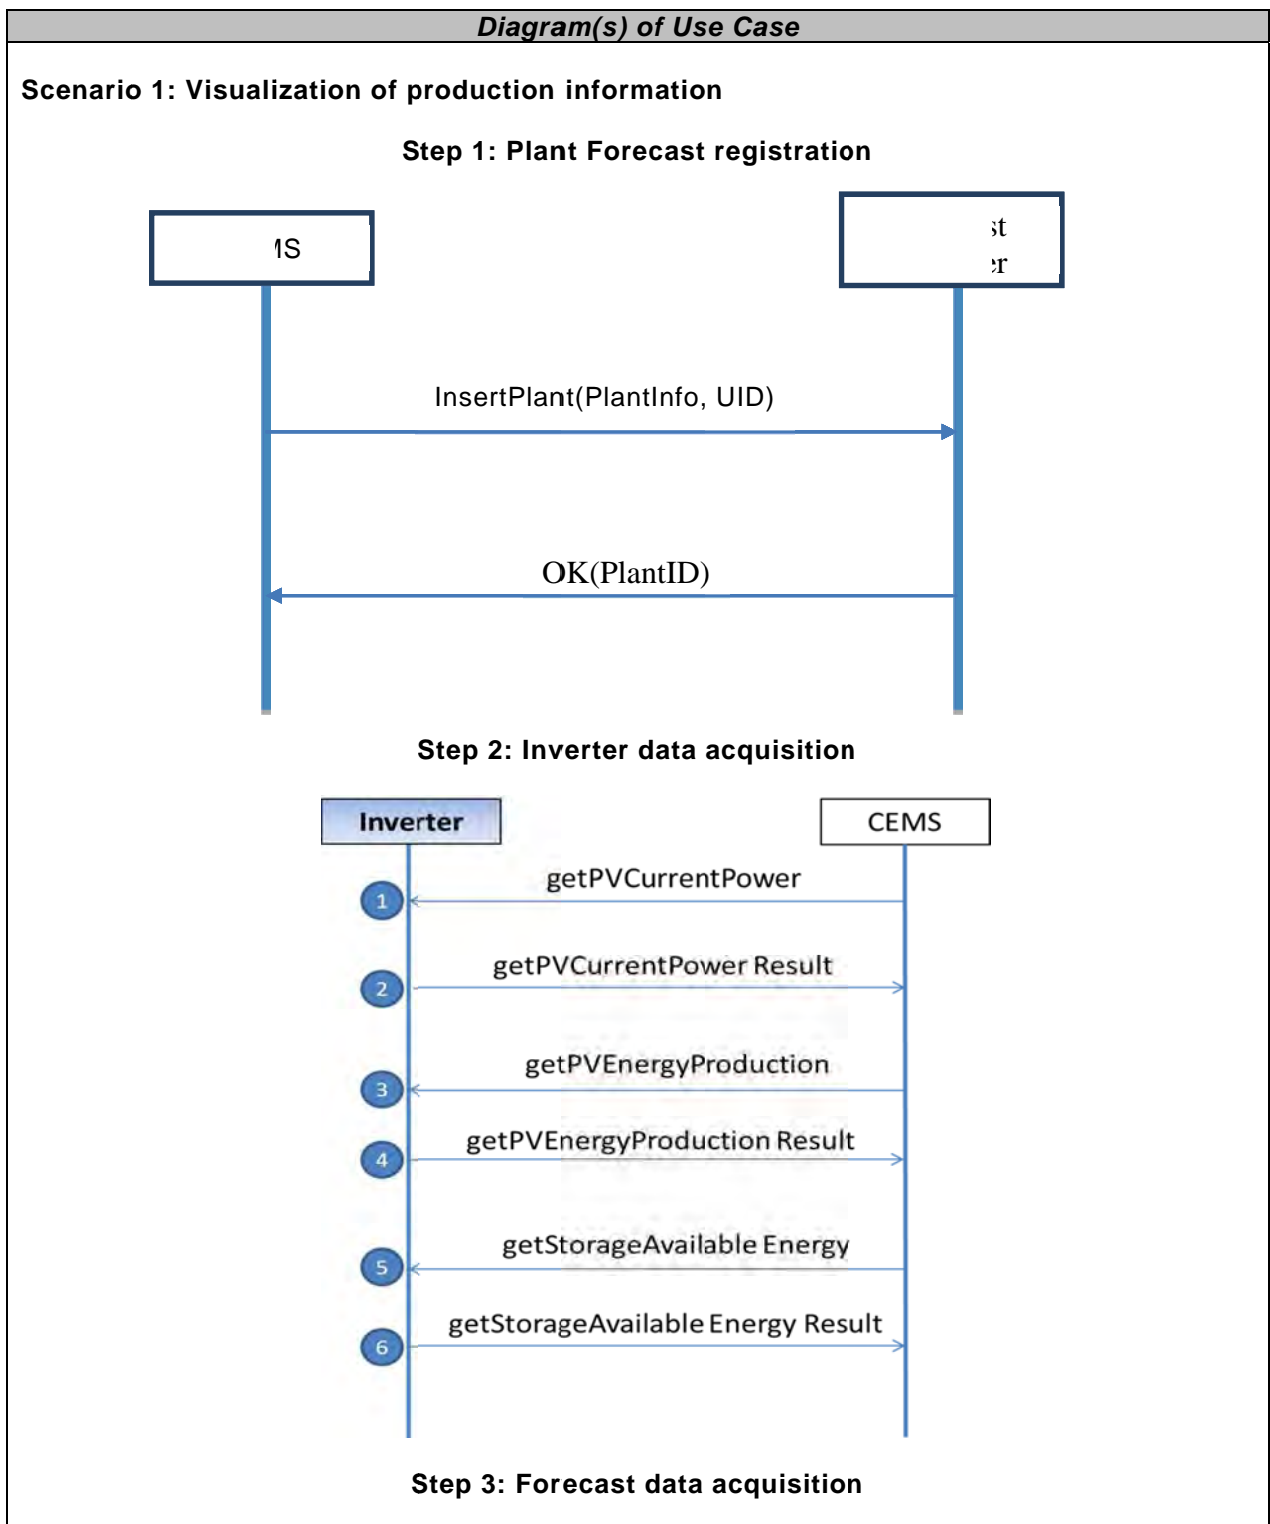 Diagram(s) of Use Case
Scenario 1: Visualization of production information
Step 1: Plant Forecast registration
InsertPlant(PlantInfo, UID)
OK(PlantID)
Step 2: Inverter data acquisition
Inverter CEMS
getPVCurrentPower
1
getPVCurrentPower Result
2
getPVEnergyProduction
3
getPVEnergyProduction Result
4
getStorageAvailable Energy
5
getStorageAvailable Energy Result
6
Step 3: Forecast data acquisition